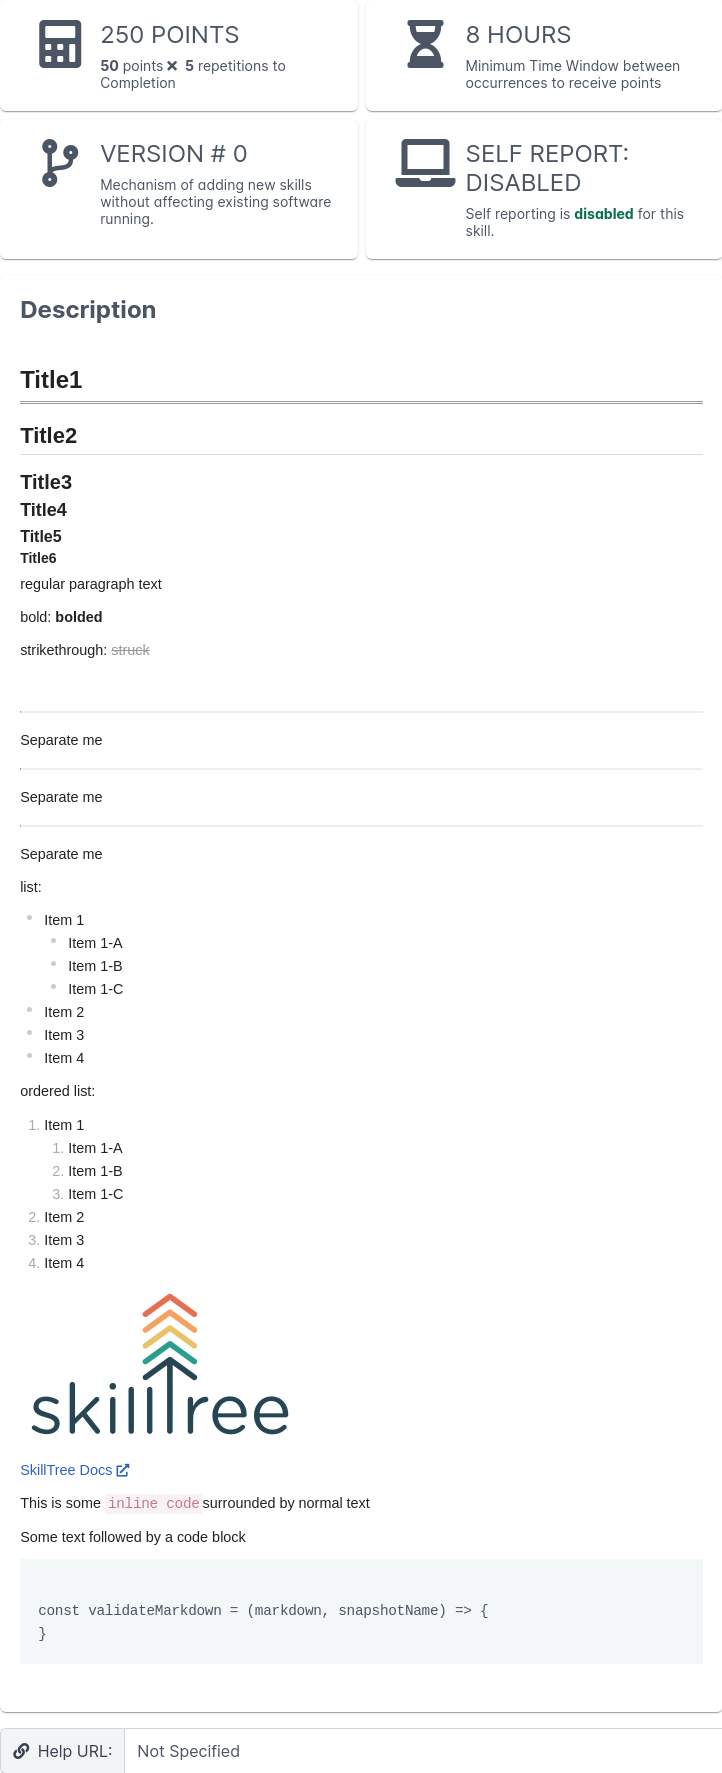 250 POINTS
50 points × 5 repetitions to
Completion
8 HOURS
Minimum Time Window between
occurrences to receive points
VERSION # 0
Mechanism of adding new skills
without affecting existing software
running.
SELF REPORT:
DISABLED
Self reporting is disabled for this
skill.
Description
Title1
Title2
Title3
Title4
Title5
Title6
regular paragraph text
bold: bolded
strikethrough: struck
Separate me
Separate me
Separate me
list:
Item 1
Item 1-A
Item 1-B
Item 1-C
Item 2
Item 3
Item 4
ordered list:
1. Item 1
1. Item 1-A
2. Item 1-B
3. Item 1-C
2. Item 2
3. Item 3
4. Item 4
skilltree
SkillTree Docs
This is some inline code surrounded by normal text
Some text followed by a code block
const validateMarkdown = (markdown, snapshotName) => {
}
Help URL: Not Specified